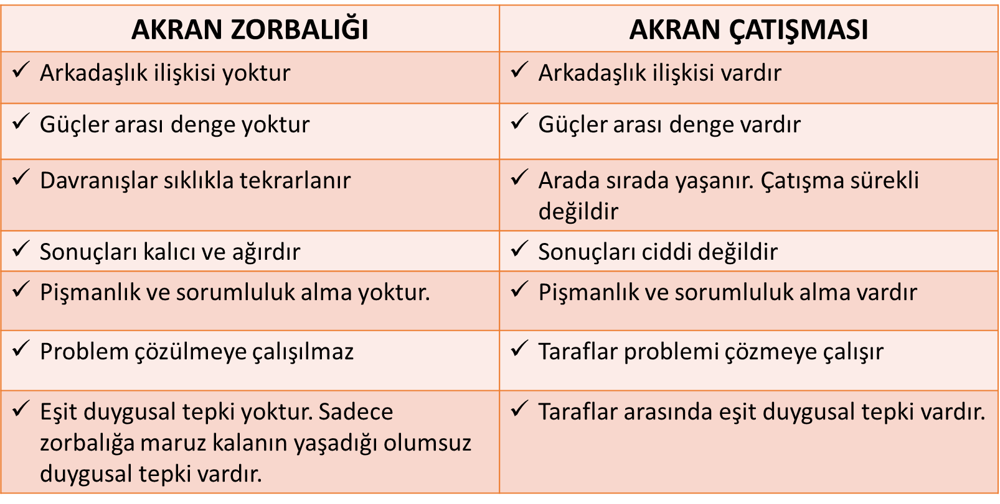 AKRAN ZORBALIĞI
AKRAN ÇATIŞMASI
✓ Arkadaşlık ilişkisi yoktur
✓ Arkadaşlık ilişkisi vardır
✓ Güçler arası denge yoktur
✓ Güçler arası denge vardır
✓ Davranışlar sıklıkla tekrarlanır
✓ Arada sırada yaşanır. Çatışma sürekli
değildir
✓ Sonuçları kalıcı ve ağırdır
✓ Sonuçları ciddi değildir
✓ Pişmanlık ve sorumluluk alma yoktur.
✓ Pişmanlık ve sorumluluk alma vardır
✓ Problem çözülmeye çalışılmaz
✓ Taraflar problemi çözmeye çalışır
✓ Eşit duygusal tepki yoktur. Sadece
zorbalığa maruz kalanın yaşadığı olumsuz
duygusal tepki vardır.
✓ Taraflar arasında eşit duygusal tepki vardır.